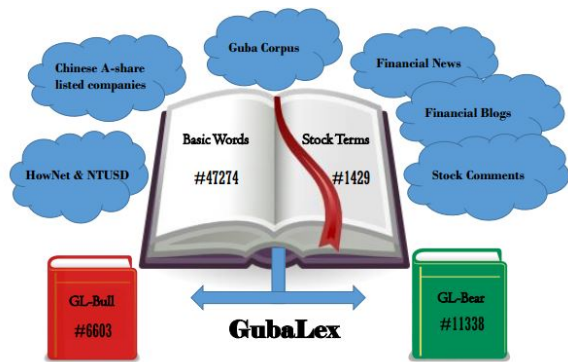 Guba Corpus
Chinese A-share
listed companies
Financial News
Financial Blogs
HowNet & NTUSD
Stock Comments
Basic Words
#47274
Stock Terms
#1429
GL-Bull
#6603
GubaLex
GL-Bear
#11338